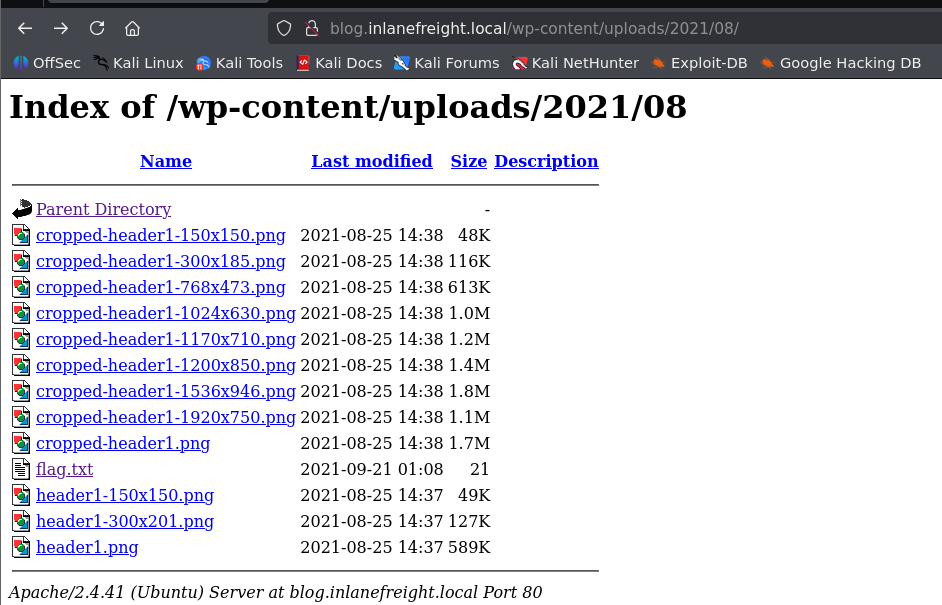 blog.inlanefreight.local/wp-content/uploads/2021/08/
OffSec Kali Linux Kali Tools Kali Docs Kali Forums Kali NetHunter Exploit-DB Google Hacking DB
Index of /wp-content/uploads/2021/08
Name Last modified Size Description
Parent Directory -
cropped-header1-150x150.png 2021-08-25 14:38 48K
cropped-header1-300x185.png 2021-08-25 14:38 116K
cropped-header1-768x473.png 2021-08-25 14:38 613K
cropped-header1-1024x630.png 2021-08-25 14:38 1.0M
cropped-header1-1170x710.png 2021-08-25 14:38 1.2M
cropped-header1-1200x850.png 2021-08-25 14:38 1.4M
cropped-header1-1536x946.png 2021-08-25 14:38 1.8M
cropped-header1-1920x750.png 2021-08-25 14:38 1.1M
cropped-header1.png 2021-08-25 14:38 1.7M
flag.txt 2021-09-21 01:08 21
header1-150x150.png 2021-08-25 14:37 49K
header1-300x201.png 2021-08-25 14:37 127K
header1.png 2021-08-25 14:37 589K
Apache/2.4.41 (Ubuntu) Server at blog.inlanefreight.local Port 80